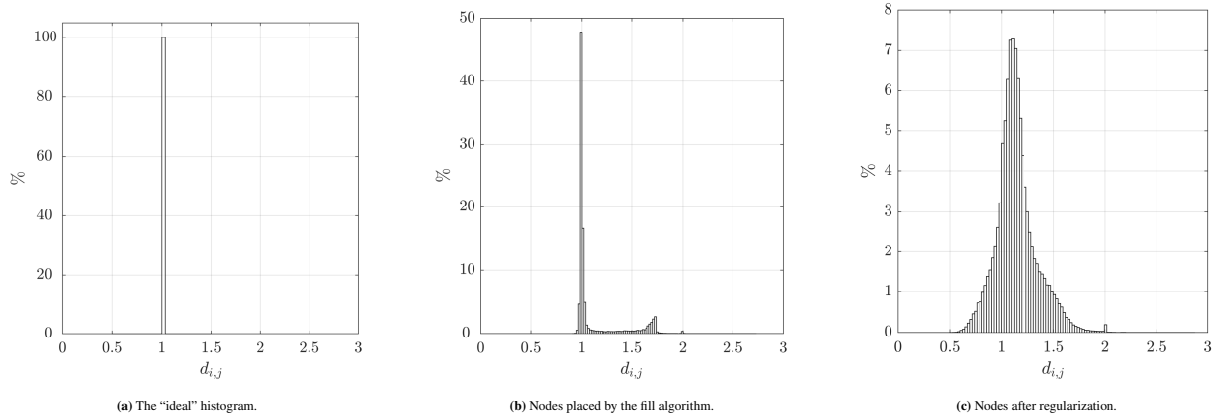 100
80
60
40
20
0
%
0 0.5 1 1.5 2 2.5 3
d_{i,j}
(a) The “ideal” histogram.
50
40
30
20
10
0
%
0 0.5 1 1.5 2 2.5 3
d_{i,j}
(b) Nodes placed by the fill algorithm.
8
7
6
5
4
3
2
1
0
%
0 0.5 1 1.5 2 2.5 3
d_{i,j}
(c) Nodes after regularization.